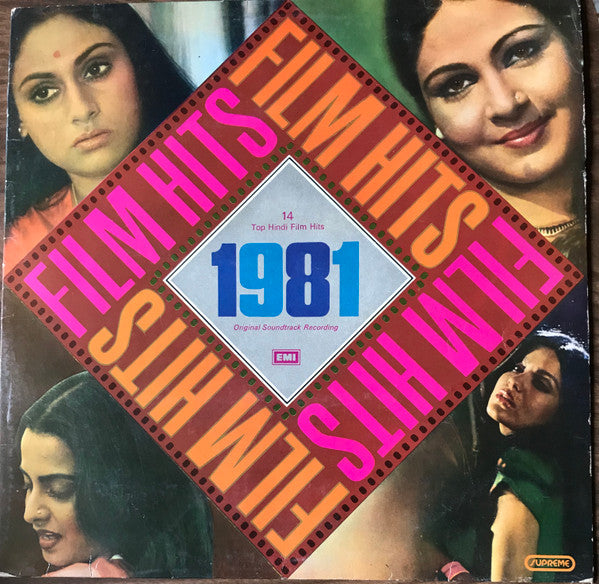 FILM HITS
FILM HITS
FILM HITS
FILM HITS
14
Top Hindi Film Hits
1981
Original Soundtrack Recording
EMI
SUPREME